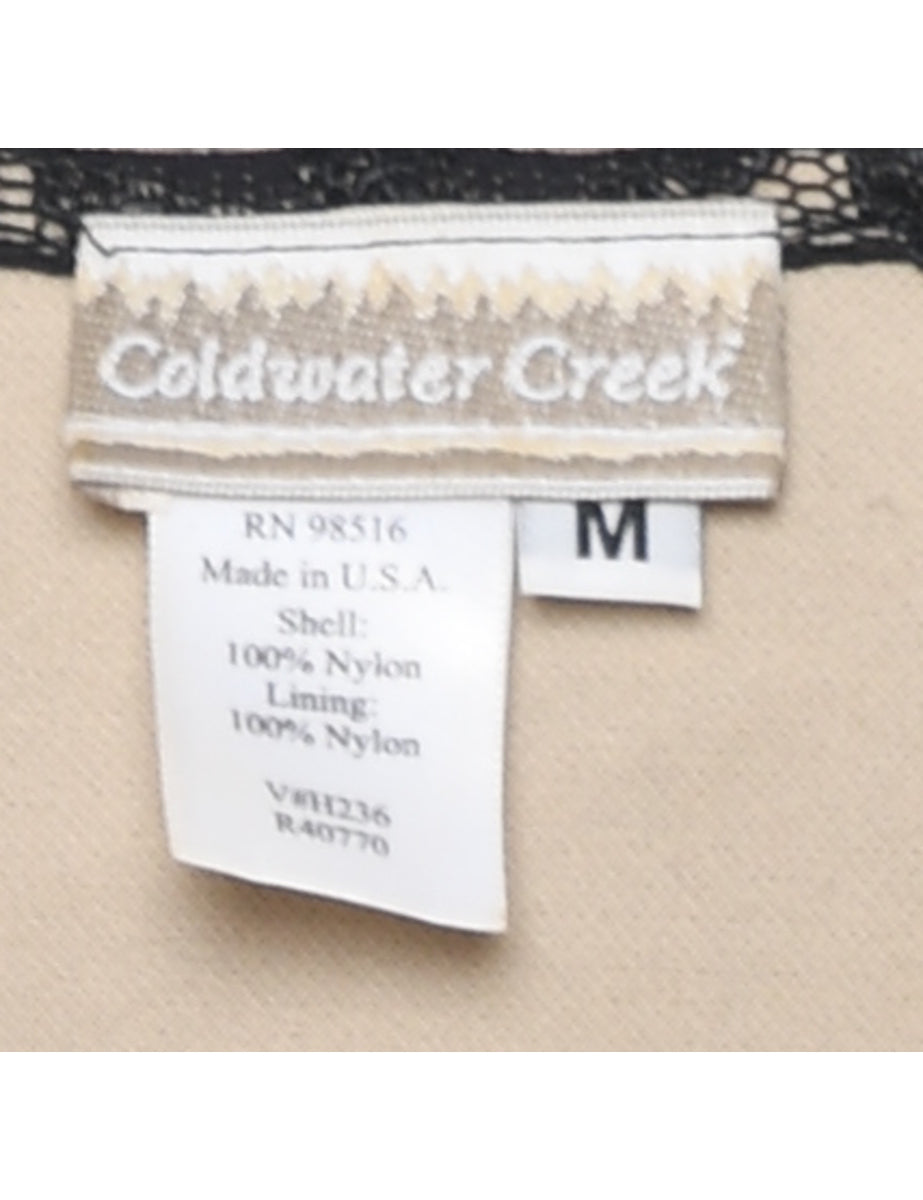 Coldwater Creek
M
RN 98516
Made in U.S.A.
Shell:
100% Nylon
Lining:
100% Nylon
V#H236
R40770